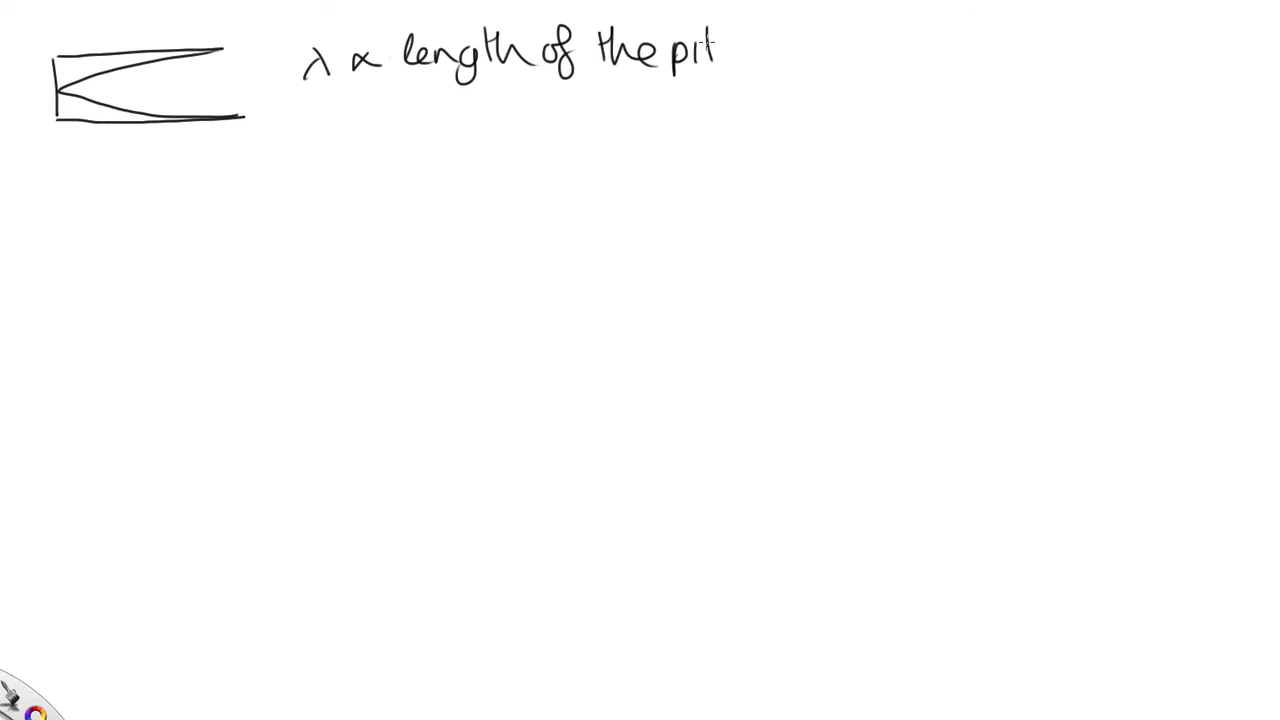 λ ∝ length of the pit